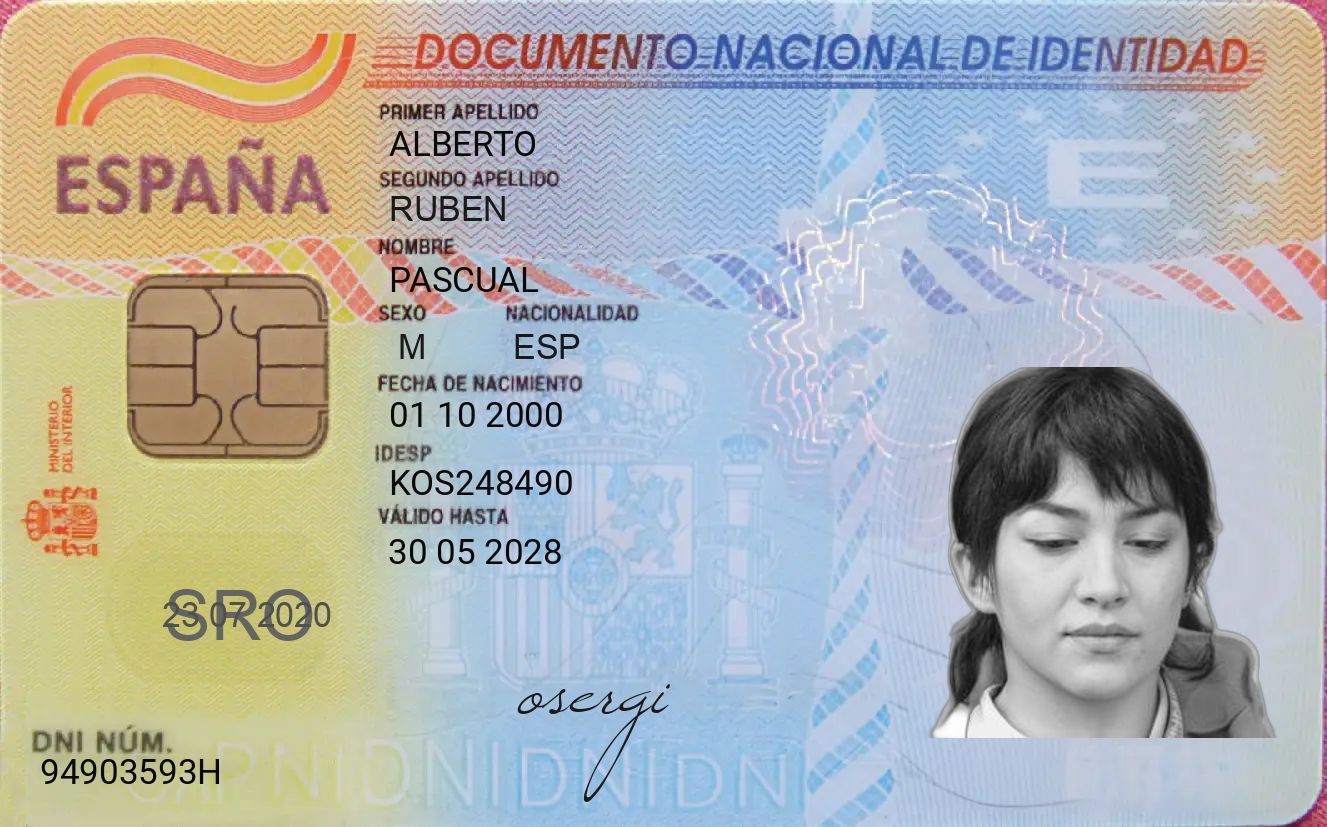 DOCUMENTO NACIONAL DE IDENTIDAD
ESPAÑA
PRIMER APELLIDO
ALBERTO
SEGUNDO APELLIDO
RUBEN
NOMBRE
PASCUAL
SEXO NACIONALIDAD
M ESP
FECHA DE NACIMIENTO
01 10 2000
IDESP
KOS248490
VÁLIDO HASTA
30 05 2028
MINISTERIO
DEL INTERIOR
E
23 07 2020
SRO
osergi
DNI NÚM.
94903593H